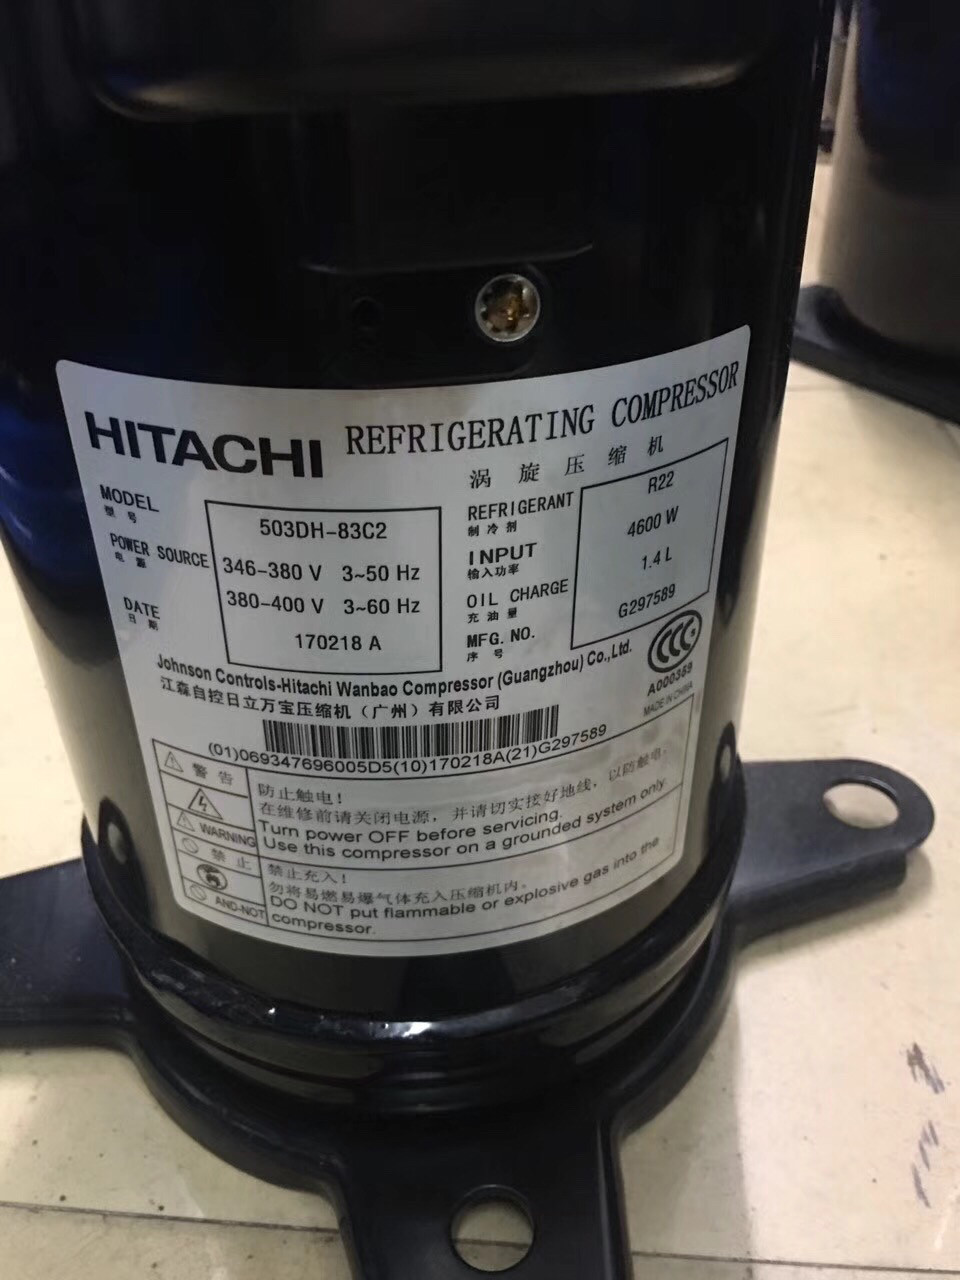 HITACHI REFRIGERATING COMPRESSOR
涡旋压缩机
MODEL 503DH-83C2
型号
POWER SOURCE 346-380 V 3~50 Hz
电源 380-400 V 3~60 Hz
DATE 170218 A
日期
REFRIGERANT R22
制冷剂
INPUT 4600 W
输入功率
OIL CHARGE 1.4 L
充油量
MFG. NO. G297589
序号
Johnson Controls-Hitachi Wanbao Compressor (Guangzhou) Co.,Ltd.
江森自控日立万宝压缩机（广州）有限公司
CCC
A000389
MADE IN CHINA
(01)069347696005D5(10)170218A(21)G297589
警告
WARNING
防止触电！
在维修前请关闭电源，并请切实接好地线，以防触电。
Turn power OFF before servicing.
Use this compressor on a grounded system only.
禁止
AND-NOT
禁止充入！
勿将易燃易爆气体充入压缩机内。
DO NOT put flammable or explosive gas into the
compressor.